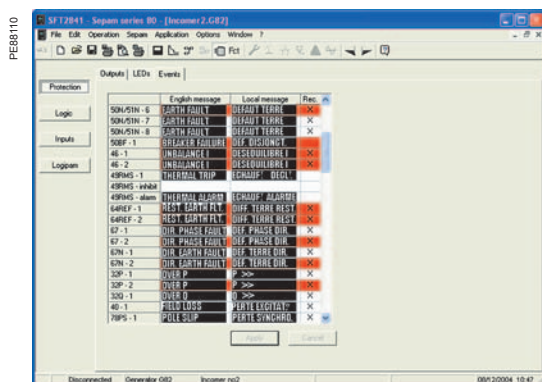 PE88110
SFT2841 - Sepam series 80 - [Incomer2.G82]
File Edit Operation Sepam Application Options Window ?
Fct
Outputs LEDs Events
Protection
Logic
Inputs
Logipam
English message Local message Rec.
50N/51N - 6 EARTH FAULT DEFAUT TERRE X
50N/51N - 7 EARTH FAULT DEFAUT TERRE X
50N/51N - 8 EARTH FAULT DEFAUT TERRE X
50BF - 1 BREAKER FAILURE DEF. DISJONCT.
46 - 1 UNBALANCE I DESEQUILIBRE I X
46 - 2 UNBALANCE I DESEQUILIBRE I X
49RMS - 1 THERMAL TRIP ECHAUF' DECL'.
49RMS - inhibit
49RMS - alarm THERMAL ALARM ECHAUF' ALARME
64REF - 1 REST. EARTH FLT. DIFF. TERRE REST. X
64REF - 2 REST. EARTH FLT. DIFF. TERRE REST. X
67 - 1 DIR. PHASE FAULT DEF. PHASE DIR. X
67 - 2 DIR. PHASE FAULT DEF. PHASE DIR. X
67N - 1 DIR. EARTH FAULT DEF. TERRE DIR. X
67N - 2 DIR. EARTH FAULT DEF. TERRE DIR. X
32P - 1 OVER P P >> X
32P - 2 OVER P P >> X
32Q - 1 OVER Q Q >> X
40 - 1 FIELD LOSS PERTE EXCITAT° X
78PS - 1 POLE SLIP PERTE SYNCHRO. X
Apply Cancel
Disconnected Generator G82 Incomer no2 08/12/2004 10:47